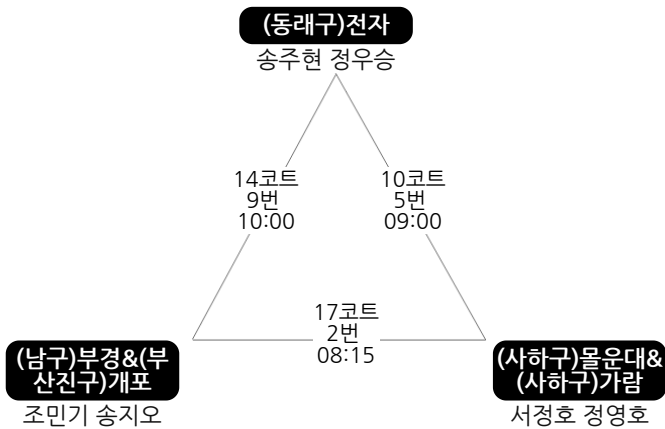 (동래구)전자
송주현 정우승
14코트
9번
10:00
10코트
5번
09:00
17코트
2번
08:15
(남구)부경&(부
산진구)개포
조민기 송지오
(사하구)몰운대&
(사하구)가람
서정호 정영호